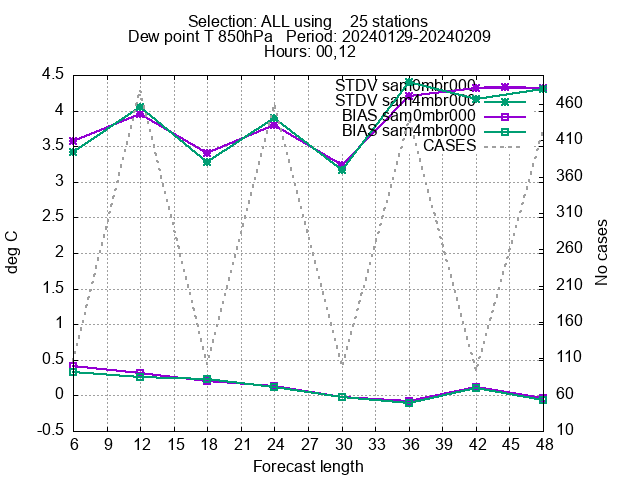 Selection: ALL using    25 stations
Dew point T 850hPa   Period: 20240129-20240209
Hours: 00,12
STDV sam0mbr000
STDV sam4mbr000
BIAS sam0mbr000
BIAS sam4mbr000
CASES
4.5
4
3.5
3
2.5
2
1.5
1
0.5
0
-0.5
deg C
460
410
360
310
260
210
160
110
60
10
No cases
6 9 12 15 18 21 24 27 30 33 36 39 42 45 48
Forecast length